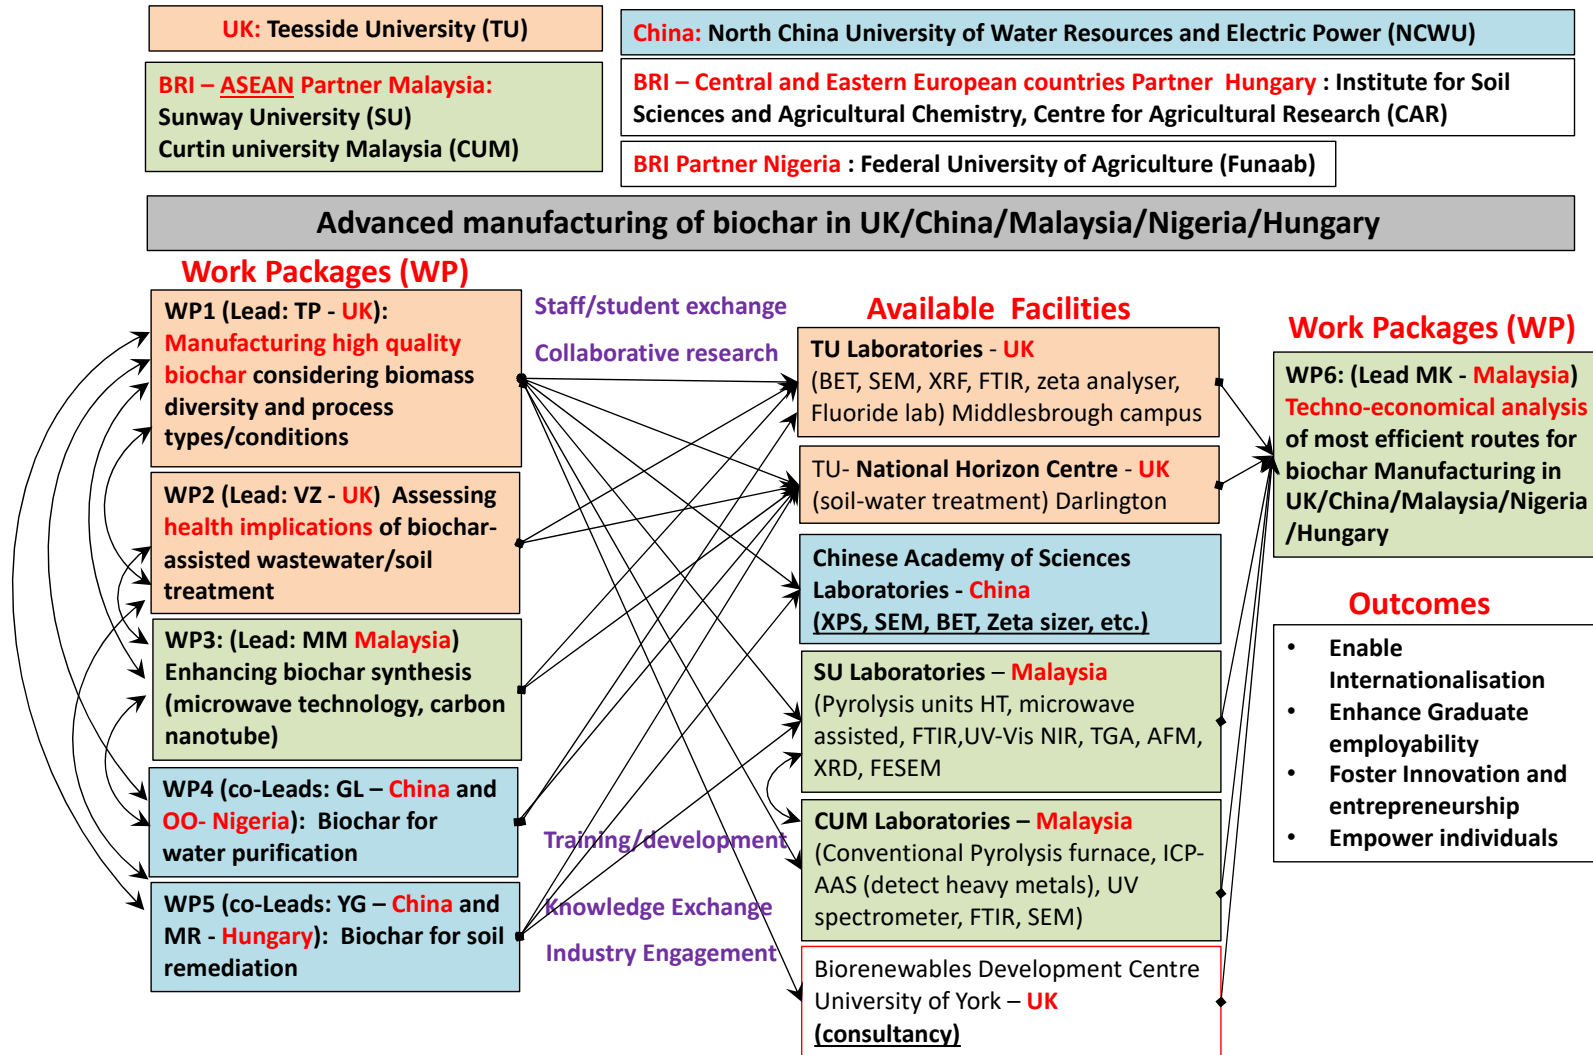 UK: Teesside University (TU)
China: North China University of Water Resources and Electric Power (NCWU)
BRI – ASEAN Partner Malaysia:
Sunway University (SU)
Curtin university Malaysia (CUM)
BRI – Central and Eastern European countries Partner Hungary : Institute for Soil
Sciences and Agricultural Chemistry, Centre for Agricultural Research (CAR)
BRI Partner Nigeria : Federal University of Agriculture (Funaab)
Advanced manufacturing of biochar in UK/China/Malaysia/Nigeria/Hungary
Work Packages (WP)
WP1 (Lead: TP - UK):
Manufacturing high quality
biochar considering biomass
diversity and process
types/conditions
WP2 (Lead: VZ - UK) Assessing
health implications of biochar-
assisted wastewater/soil
treatment
WP3: (Lead: MM Malaysia)
Enhancing biochar synthesis
(microwave technology, carbon
nanotube)
WP4 (co-Leads: GL – China and
OO- Nigeria): Biochar for
water purification
WP5 (co-Leads: YG – China and
MR - Hungary): Biochar for soil
remediation
Staff/student exchange
Collaborative research
Training/development
Knowledge Exchange
Industry Engagement
Available Facilities
TU Laboratories - UK
(BET, SEM, XRF, FTIR, zeta analyser,
Fluoride lab) Middlesbrough campus
TU- National Horizon Centre - UK
(soil-water treatment) Darlington
Chinese Academy of Sciences
Laboratories - China
(XPS, SEM, BET, Zeta sizer, etc.)
SU Laboratories – Malaysia
(Pyrolysis units HT, microwave
assisted, FTIR,UV-Vis NIR, TGA, AFM,
XRD, FESEM
CUM Laboratories – Malaysia
(Conventional Pyrolysis furnace, ICP-
AAS (detect heavy metals), UV
spectrometer, FTIR, SEM)
Biorenewables Development Centre
University of York – UK
(consultancy)
Work Packages (WP)
WP6: (Lead MK - Malaysia)
Techno-economical analysis
of most efficient routes for
biochar Manufacturing in
UK/China/Malaysia/Nigeria
/Hungary
Outcomes
• Enable
Internationalisation
• Enhance Graduate
employability
• Foster Innovation and
entrepreneurship
• Empower individuals